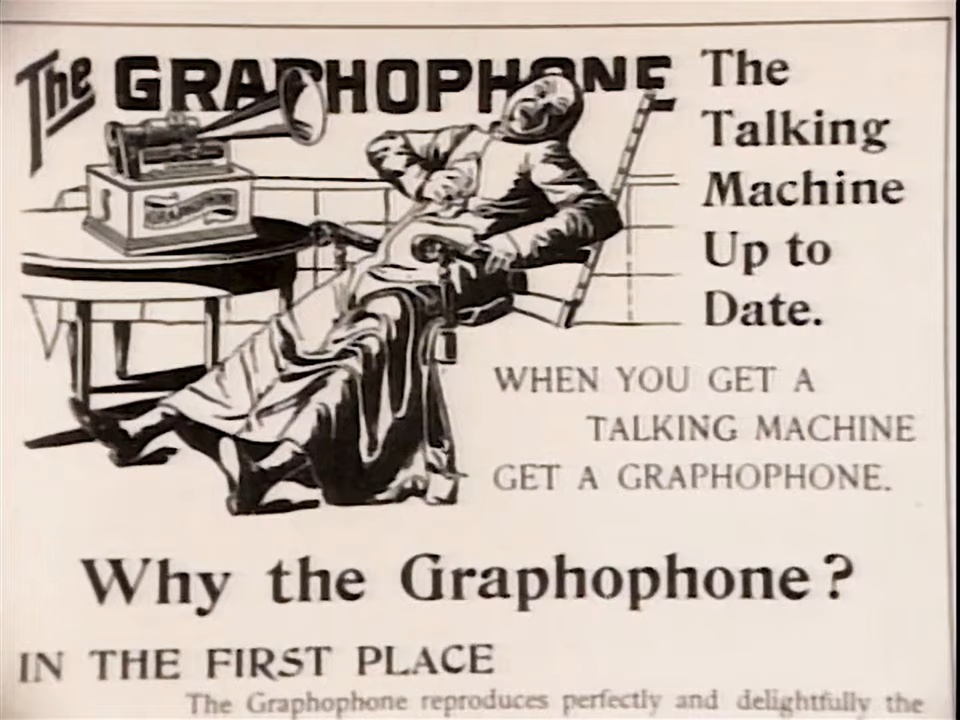 The GRAPHOPHONE
GRAPHOPHONE
The
Talking
Machine
Up to
Date.
WHEN YOU GET A
TALKING MACHINE
GET A GRAPHOPHONE.
Why the Graphophone?
IN THE FIRST PLACE
The Graphophone reproduces perfectly and delightfully the